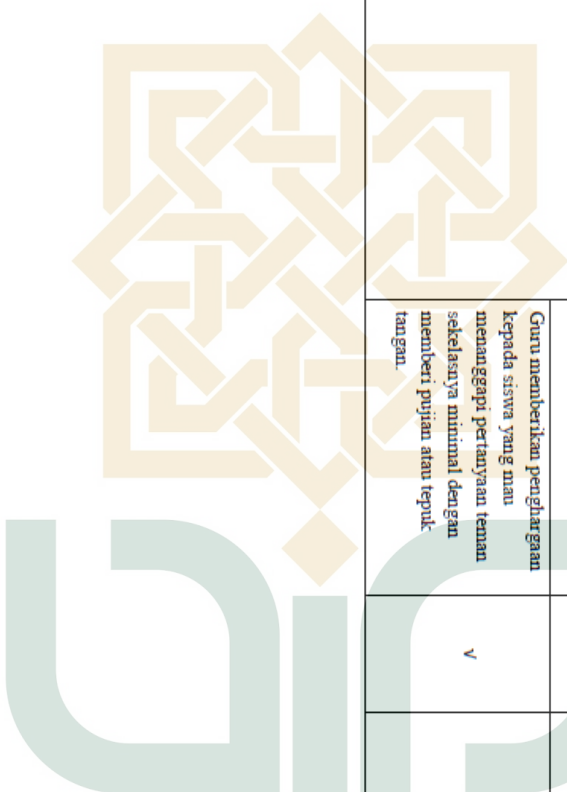 Guru memberikan penghargaan
kepada siswa yang mau
menanggapi pertanyaan teman
sekelasnya minimal dengan
memberi pujian atau tepuk
tangan.
√